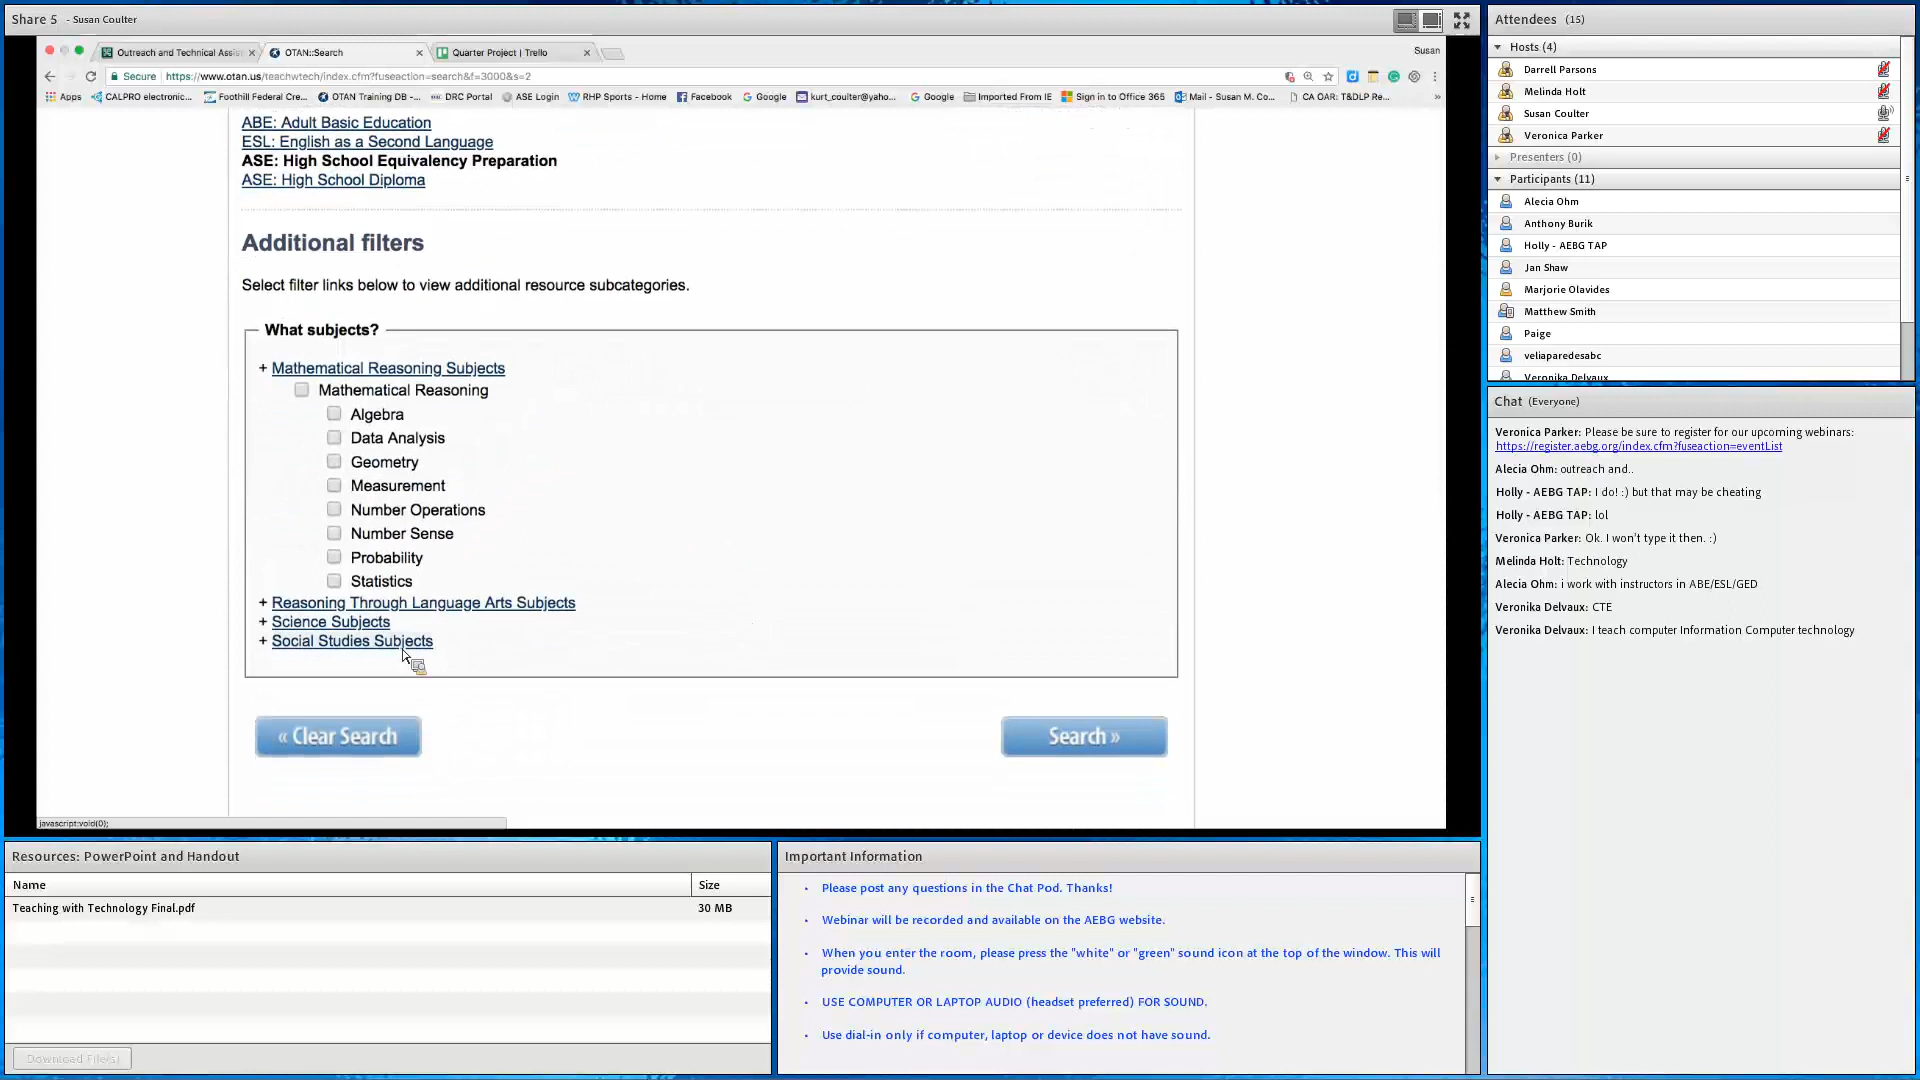 Share 5 - Susan Coulter
Outreach and Technical Assis
OTAN::Search
Quarter Project | Trello
Susan
Secure https://www.otan.us/teachwtech/index.cfm?fuseaction=search&f=3000&s=2
Apps CALPRO electronic... Foothill Federal Cre... OTAN Training DB -... DRC Portal ASE Login RHP Sports - Home Facebook Google kurt_coulter@yaho... Google Imported From IE Sign in to Office 365 Mail - Susan M. Co... CA OAR: T&DLP Re... »
ABE: Adult Basic Education
ESL: English as a Second Language
ASE: High School Equivalency Preparation
ASE: High School Diploma
Additional filters
Select filter links below to view additional resource subcategories.
What subjects?
+ Mathematical Reasoning Subjects
Mathematical Reasoning
Algebra
Data Analysis
Geometry
Measurement
Number Operations
Number Sense
Probability
Statistics
+ Reasoning Through Language Arts Subjects
+ Science Subjects
+ Social Studies Subjects
« Clear Search
Search »
javascript:void(0);
Attendees (15)
Hosts (4)
Darrell Parsons
Melinda Holt
Susan Coulter
Veronica Parker
Presenters (0)
Participants (11)
Alecia Ohm
Anthony Burik
Holly - AEBG TAP
Jan Shaw
Marjorie Olavides
Matthew Smith
Paige
veliaparedesabc
Veronika Delvaux
Chat (Everyone)
Veronica Parker: Please be sure to register for our upcoming webinars:
https://register.aebg.org/index.cfm?fuseaction=eventList
Alecia Ohm: outreach and..
Holly - AEBG TAP: I do! :) but that may be cheating
Holly - AEBG TAP: lol
Veronica Parker: Ok. I won't type it then. :)
Melinda Holt: Technology
Alecia Ohm: i work with instructors in ABE/ESL/GED
Veronika Delvaux: CTE
Veronika Delvaux: I teach computer Information Computer technology
Resources: PowerPoint and Handout
Name Size
Teaching with Technology Final.pdf 30 MB
Download File(s)
Important Information
• Please post any questions in the Chat Pod. Thanks!
• Webinar will be recorded and available on the AEBG website.
• When you enter the room, please press the "white" or "green" sound icon at the top of the window. This will
provide sound.
• USE COMPUTER OR LAPTOP AUDIO (headset preferred) FOR SOUND.
• Use dial-in only if computer, laptop or device does not have sound.